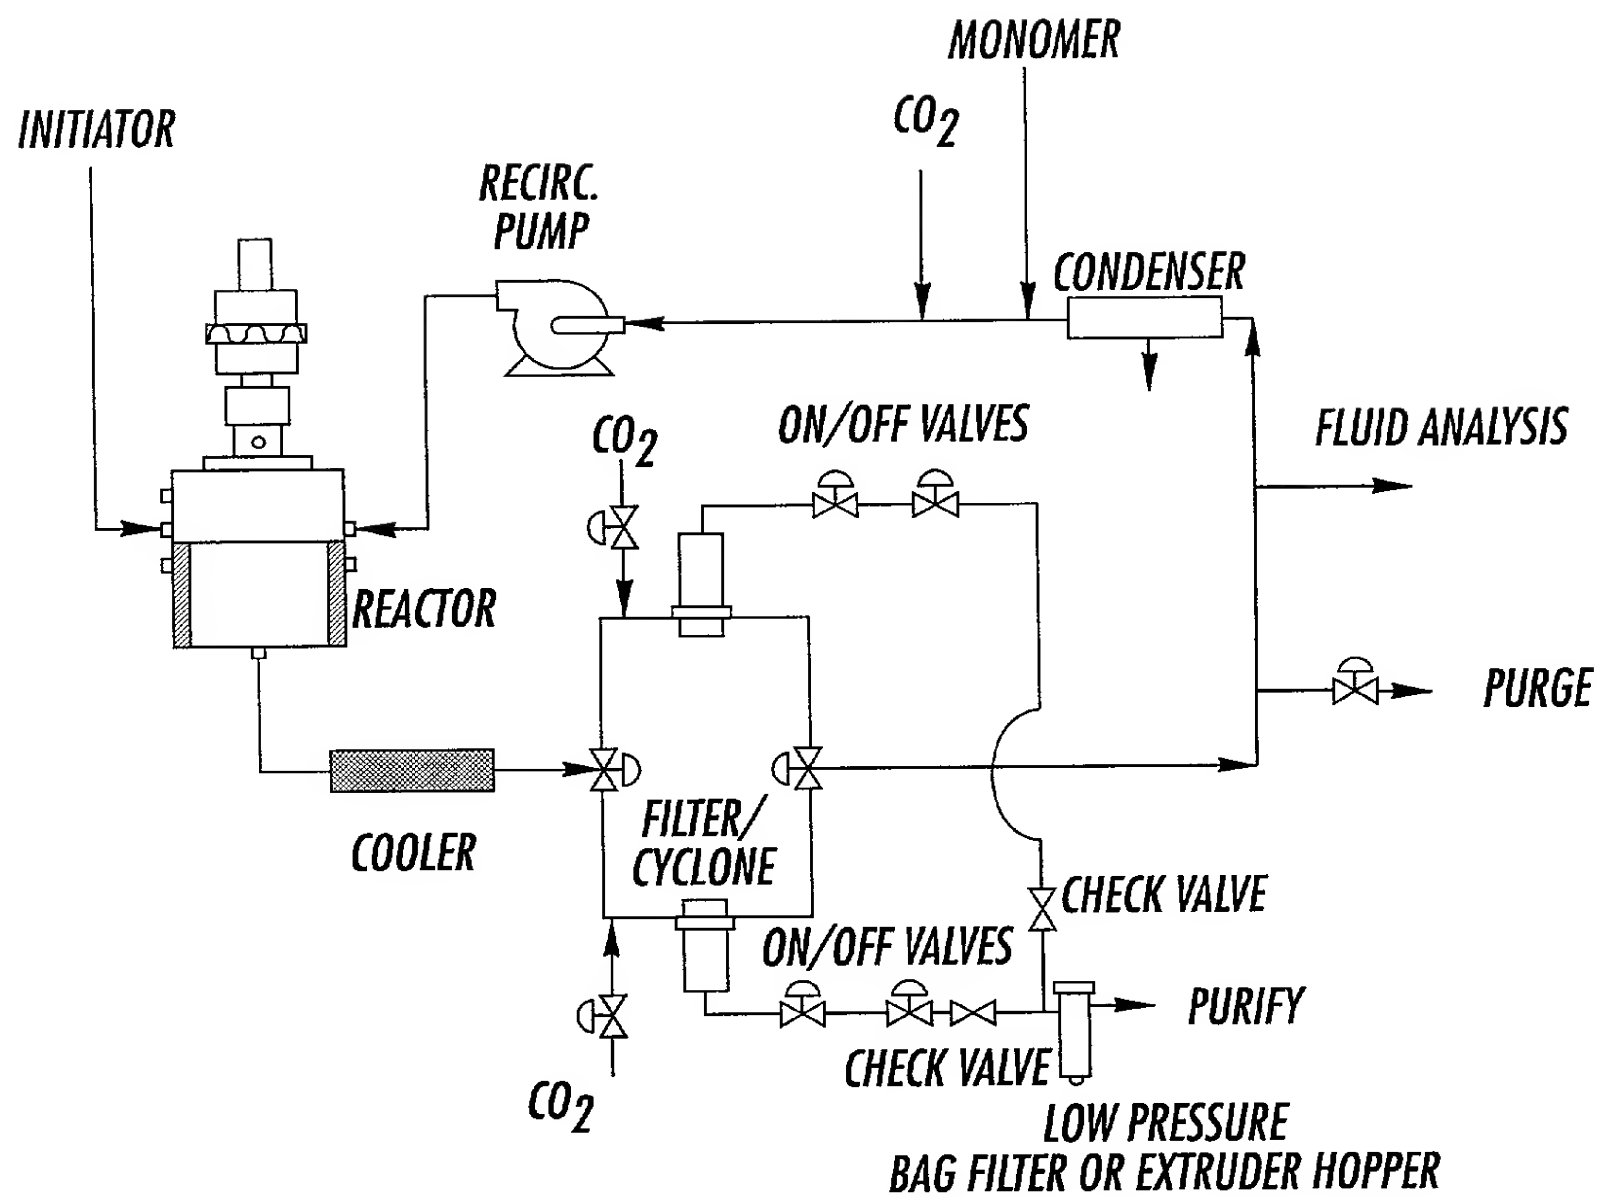 MONOMER
CO2
INITIATOR
RECIRC.
PUMP
CONDENSER
CO2
ON/OFF VALVES
FLUID ANALYSIS
REACTOR
PURGE
FILTER/
CYCLONE
COOLER
CHECK VALVE
ON/OFF VALVES
PURIFY
CHECK VALVE
CO2
LOW PRESSURE
BAG FILTER OR EXTRUDER HOPPER